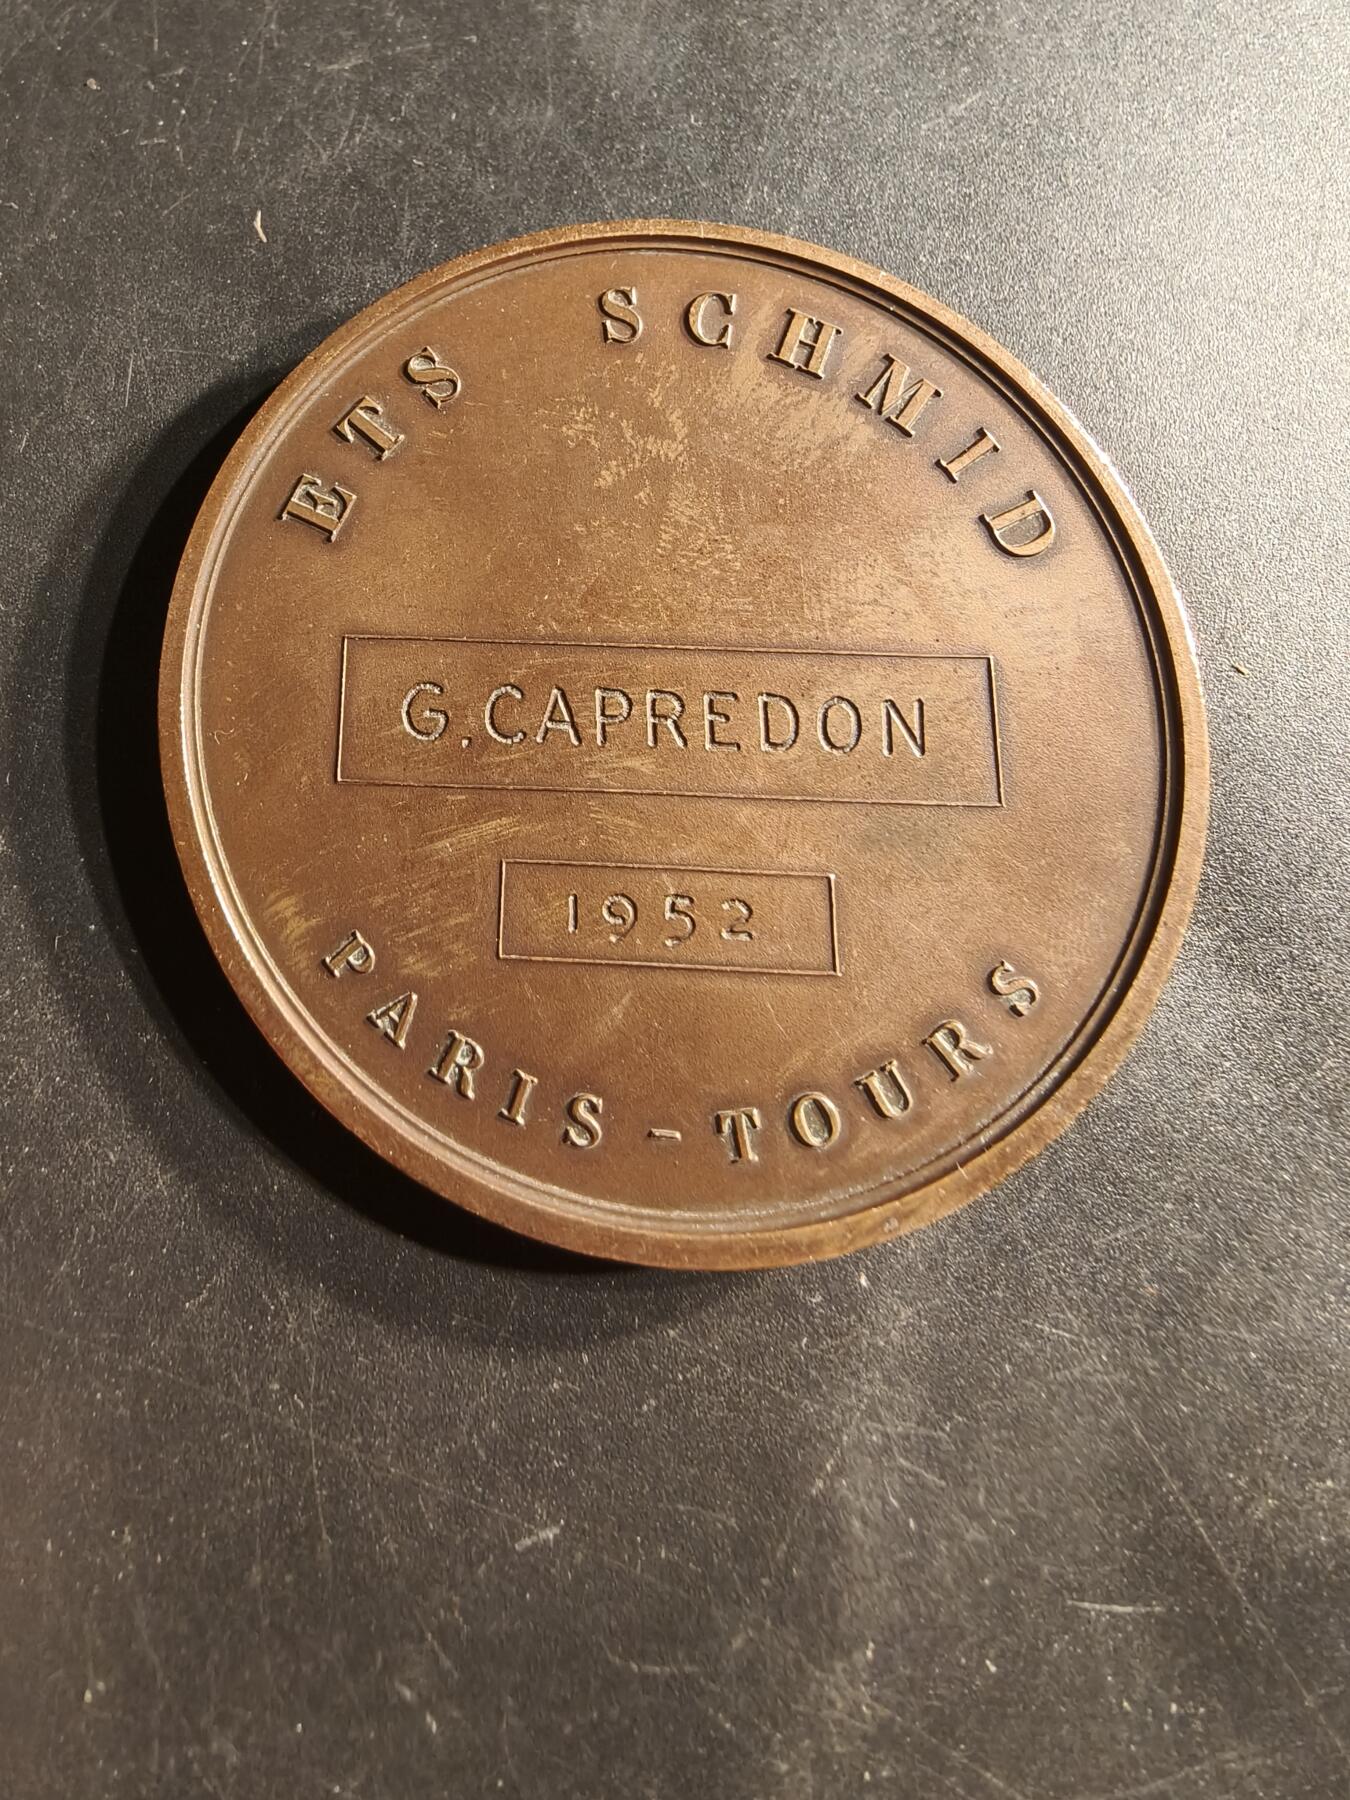 ETS SCHMID
G.CAPREDON
1952
PARIS-TOURS